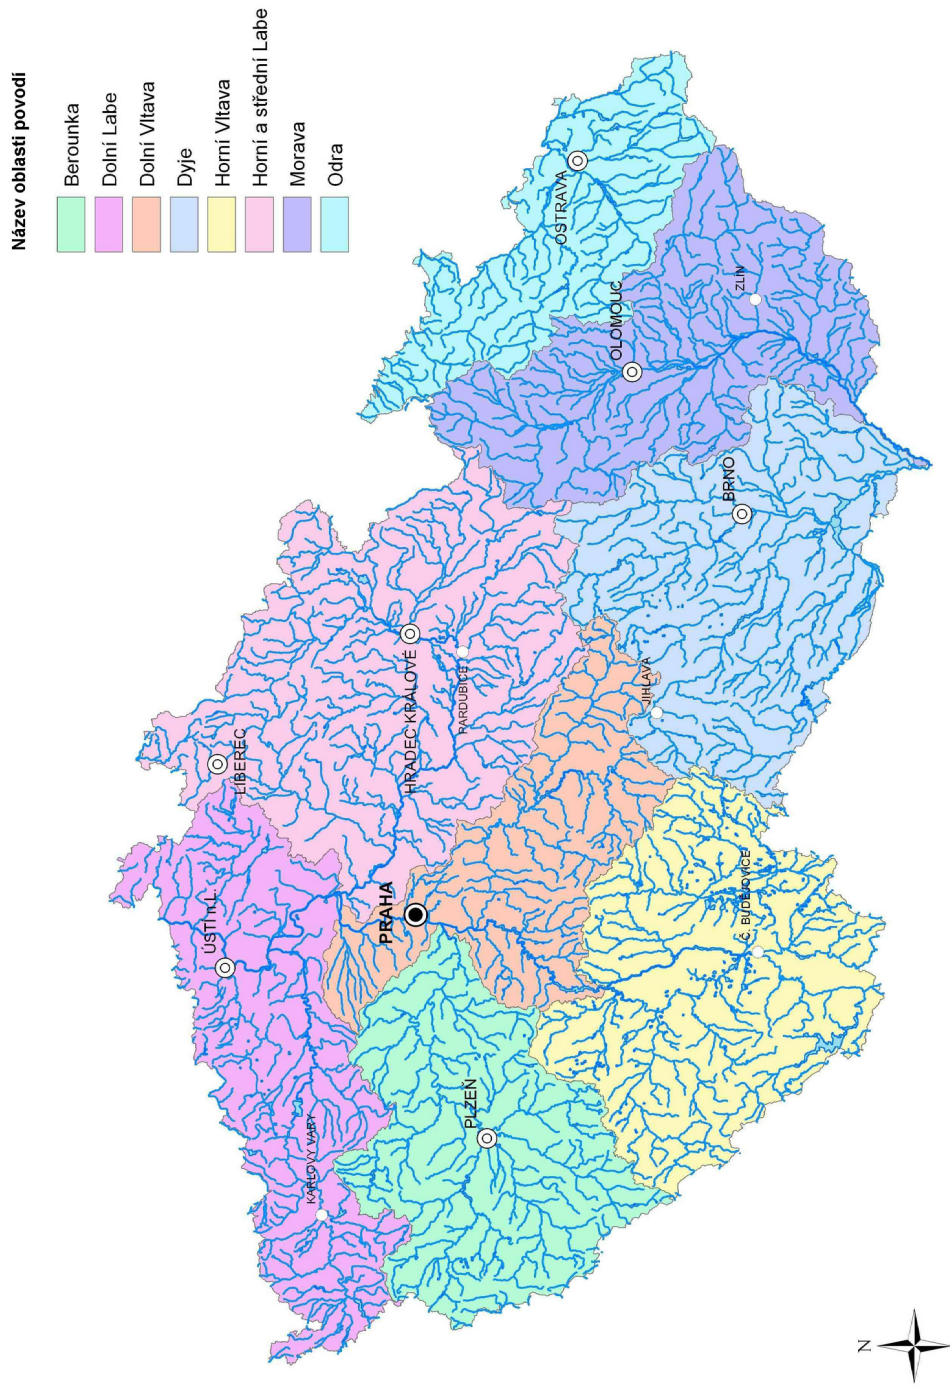 Název oblasti povodí
Berounka
Dolní Labe
Dolní Vltava
Dyje
Horní Vltava
Horní a střední Labe
Morava
Odra
LIBEREC
ÚSTÍ n.L.
KARLOVY VARY
PRAHA
HRADEC KRÁLOVÉ
PARDUBICE
PLZEŇ
OSTRAVA
OLOMOUC
JIHLAVA
BRNO
ZLÍN
Č. BUDĚJOVICE
N